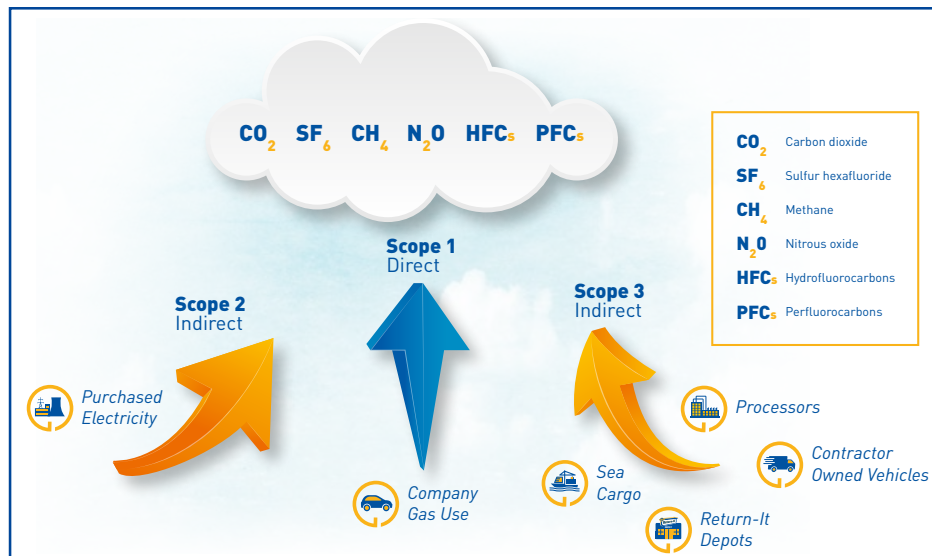 CO2 SF6 CH4 N2O HFCs PFCs
CO2 Carbon dioxide
SF6 Sulfur hexafluoride
CH4 Methane
N2O Nitrous oxide
HFCs Hydrofluorocarbons
PFCs Perfluorocarbons
Scope 1
Direct
Scope 2
Indirect
Scope 3
Indirect
Purchased
Electricity
Company
Gas Use
Processors
Contractor
Owned Vehicles
Sea
Cargo
Return-It
Depots